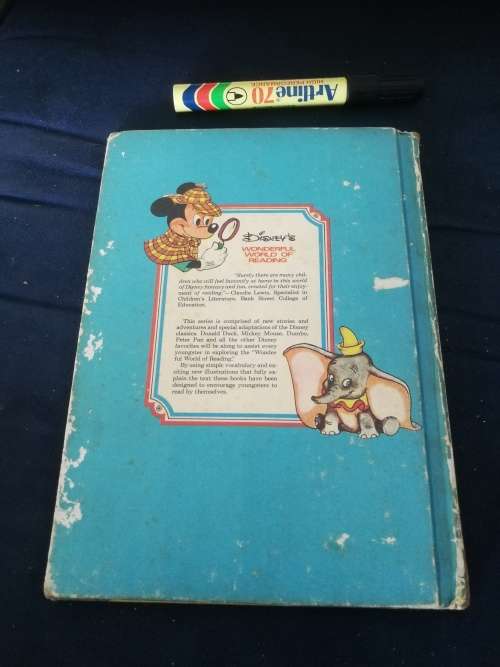 Artline 70
HIGH PERFORMANCE
DISNEY'S
WONDERFUL
WORLD OF
READING
"Surely there are many chil-
dren who will feel instantly at home in this world
of Disney fantasy and fun, created for their enjoy-
ment of reading."—Claudia Lewis, Specialist in
Children's Literature, Bank Street College of
Education.
This series is comprised of new stories and
adventures and special adaptations of the Disney
classics. Donald Duck, Mickey Mouse, Dumbo,
Peter Pan and all the other Disney
favorites will be along to assist every
youngster in exploring the "Wonder-
ful World of Reading."
By using simple vocabulary and ex-
citing new illustrations that fully ex-
plain the text these books have been
designed to encourage youngsters to
read by themselves.